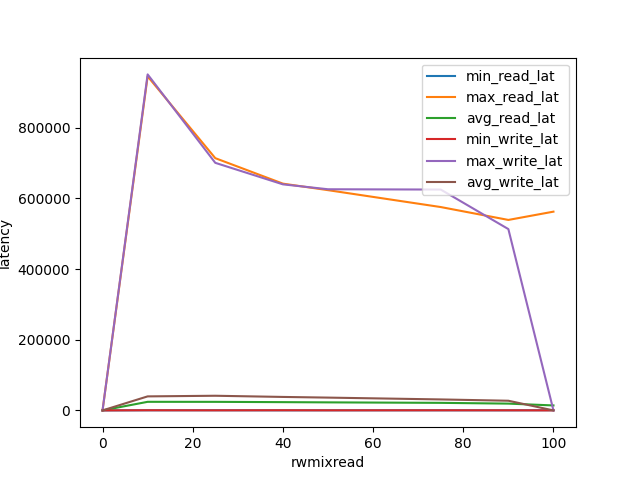 min_read_lat
max_read_lat
avg_read_lat
min_write_lat
max_write_lat
avg_write_lat
latency
800000
600000
400000
200000
0
0 20 40 60 80 100
rwmixread